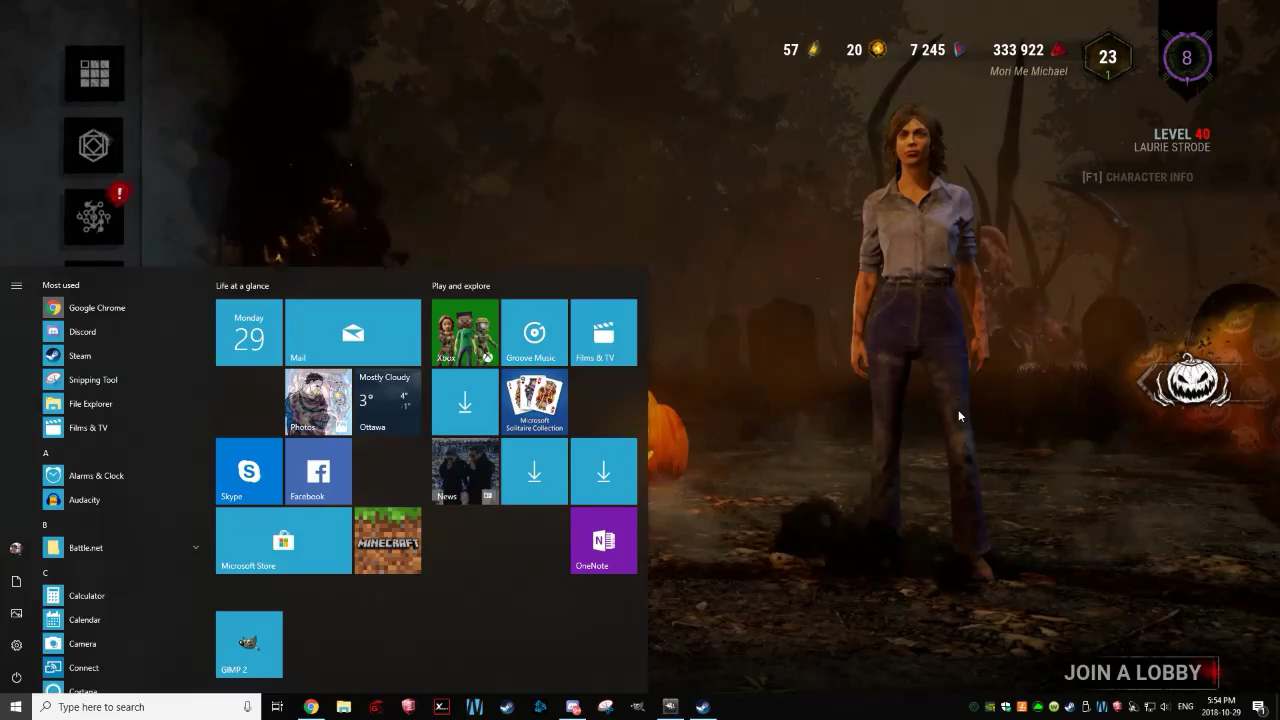 57 20 7 245 333 922 23 8
Mori Me Michael 1
LEVEL 40
LAURIE STRODE
[F1] CHARACTER INFO
!
Most used
Google Chrome
Discord
Steam
Snipping Tool
File Explorer
Films & TV
A
Alarms & Clock
Audacity
B
Battle.net
C
Calculator
Calendar
Camera
Connect
Cortana
Life at a glance
Monday
29
Mail
Photos
Mostly Cloudy
3° 4°
-1°
Ottawa
Skype
Facebook
Microsoft Store
MINECRAFT
GIMP 2
Play and explore
Xbox
Groove Music
Films & TV
Microsoft
Solitaire Collection
News
OneNote
JOIN A LOBBY
Type here to search
ENG
5:54 PM
2018-10-29